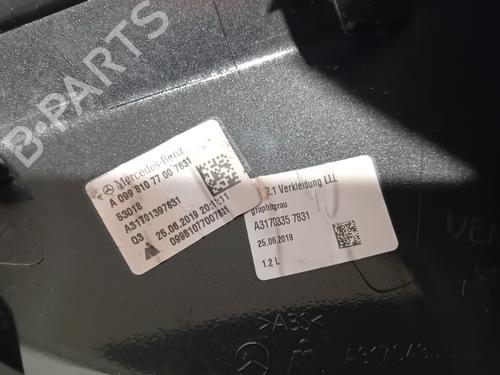 B-PARTS
Mercedes-Benz
A 099 810 77 00 7831
53018
A31701397831
03 25.06.2019 20:11:11
09981077007831
2.1 Verkleidung LLL
graphitgrau
A3170335 7831
25.06.2019
1.2 L
>ABS<